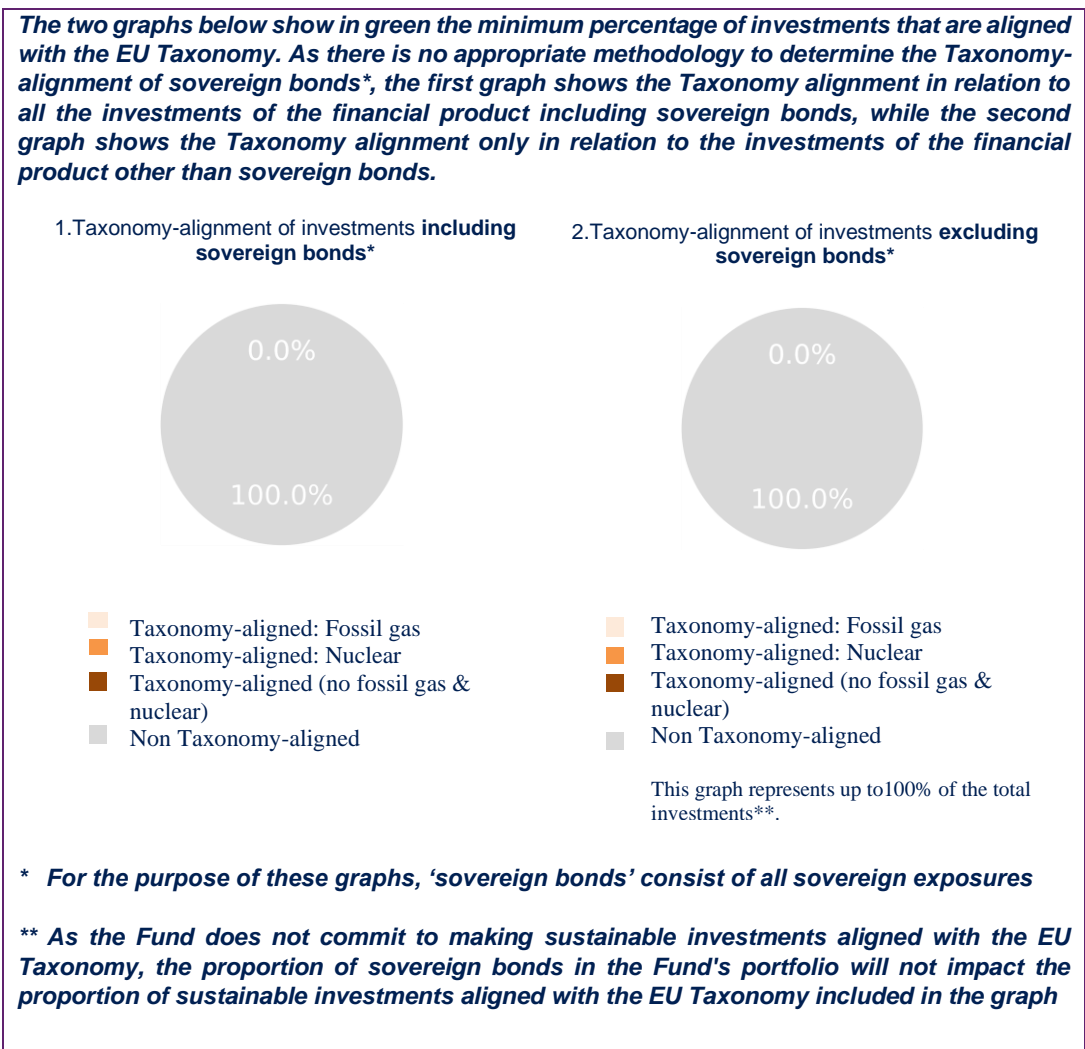 The two graphs below show in green the minimum percentage of investments that are aligned
with the EU Taxonomy. As there is no appropriate methodology to determine the Taxonomy-
alignment of sovereign bonds*, the first graph shows the Taxonomy alignment in relation to
all the investments of the financial product including sovereign bonds, while the second
graph shows the Taxonomy alignment only in relation to the investments of the financial
product other than sovereign bonds.
1.Taxonomy-alignment of investments including
sovereign bonds*
0.0%
100.0%
Taxonomy-aligned: Fossil gas
Taxonomy-aligned: Nuclear
Taxonomy-aligned (no fossil gas &
nuclear)
Non Taxonomy-aligned
2.Taxonomy-alignment of investments excluding
sovereign bonds*
0.0%
100.0%
Taxonomy-aligned: Fossil gas
Taxonomy-aligned: Nuclear
Taxonomy-aligned (no fossil gas &
nuclear)
Non Taxonomy-aligned
This graph represents up to100% of the total
investments**.
* For the purpose of these graphs, ‘sovereign bonds’ consist of all sovereign exposures
** As the Fund does not commit to making sustainable investments aligned with the EU
Taxonomy, the proportion of sovereign bonds in the Fund's portfolio will not impact the
proportion of sustainable investments aligned with the EU Taxonomy included in the graph